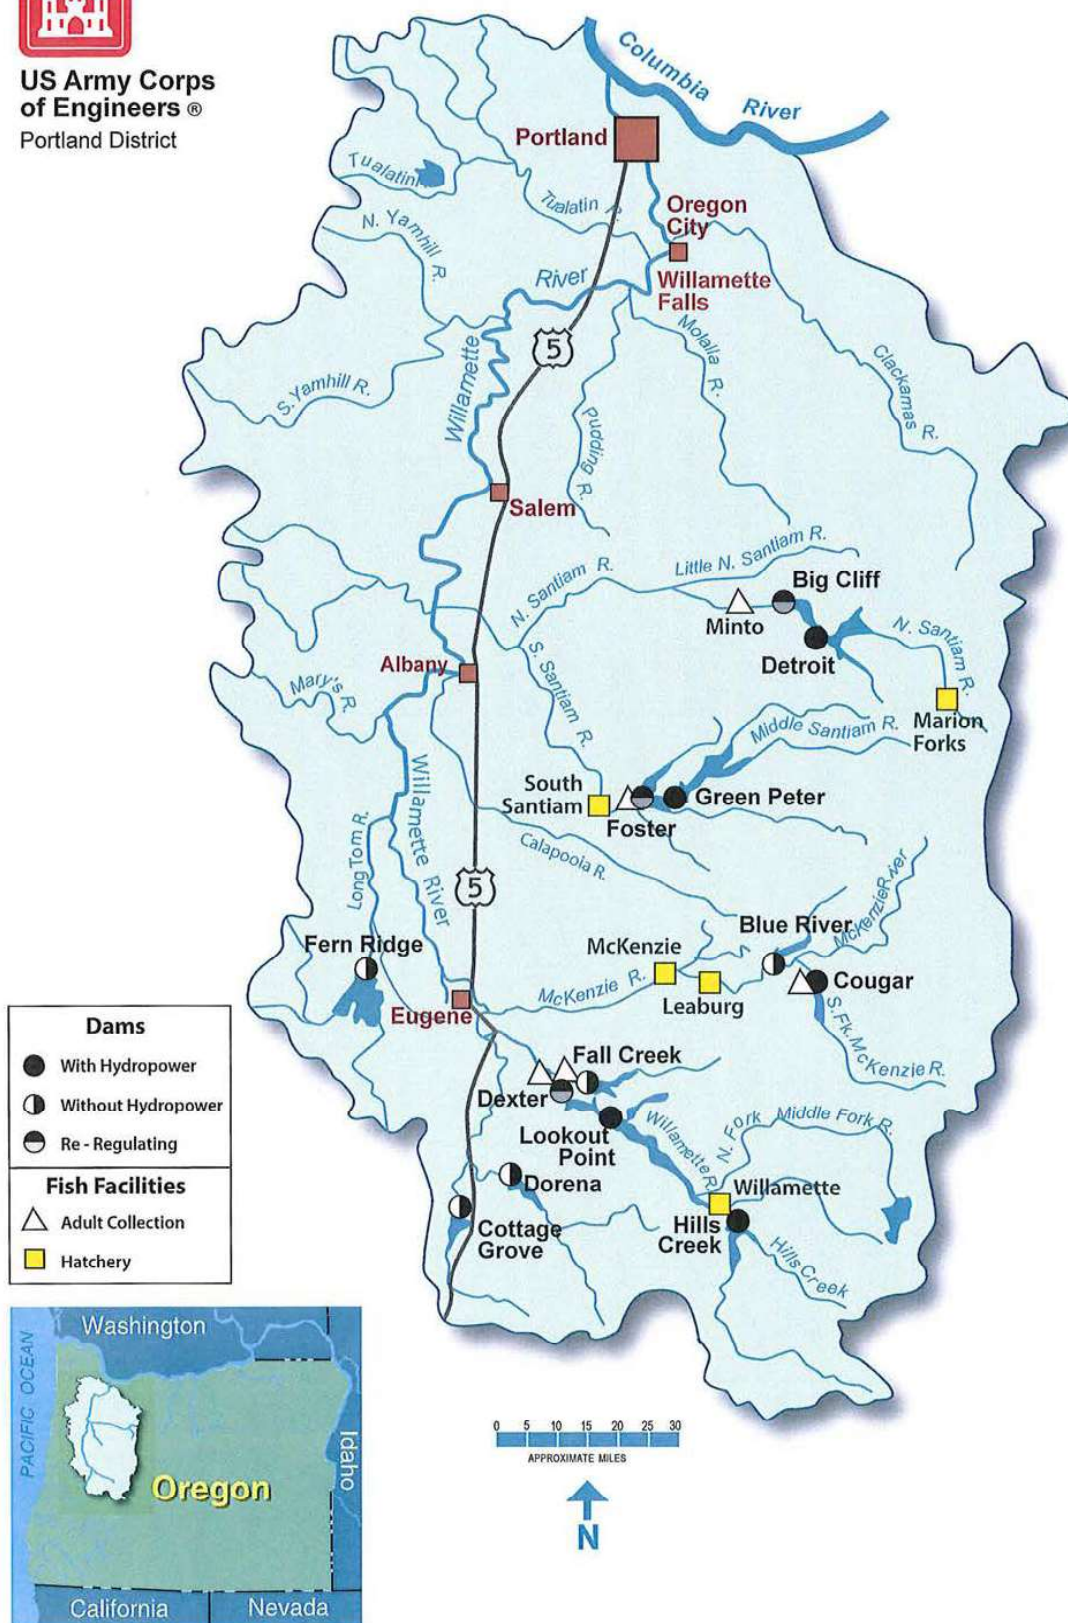 US Army Corps
of Engineers ®
Portland District
Columbia River
Portland
Tualatin
Tualatin R.
Oregon
City
N. Yamhill R.
River
Willamette
Falls
5
Molalla R.
Willamette
Clackamas R.
S. Yamhill R.
Pudding R.
Salem
Little N. Santiam R.
N. Santiam R.
Big Cliff
Minto
N. Santiam R.
S. Santiam R.
Detroit
Albany
Mary's R.
Marion
Forks
Middle Santiam R.
South
Santiam
Green Peter
Foster
Willamette River
Long Tom R.
Calapooia R.
5
McKenzie River
Blue River
Fern Ridge
McKenzie
McKenzie R.
Cougar
Leaburg
Eugene
S. Fk. McKenzie R.
Fall Creek
Dexter
Lookout
Point
Willamette R.
N. Fork Middle Fork R.
Dorena
Willamette
Cottage
Grove
Hills
Creek
Hills Creek
Dams
With Hydropower
Without Hydropower
Re - Regulating
Fish Facilities
Adult Collection
Hatchery
Washington
PACIFIC OCEAN
Idaho
Oregon
California
Nevada
0 5 10 15 20 25 30
APPROXIMATE MILES
N